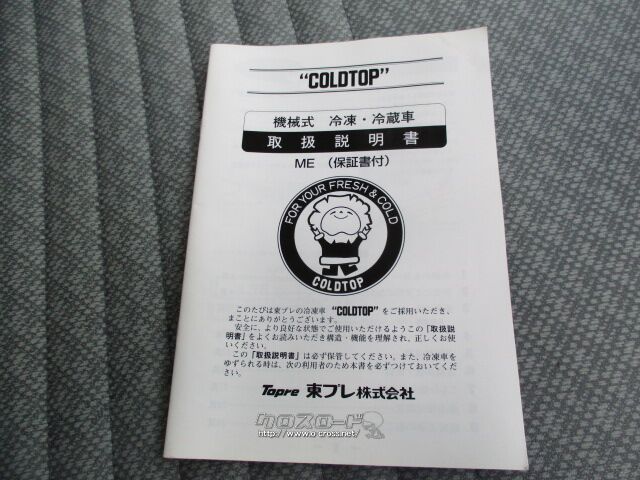 “COLDTOP”
機械式 冷凍・冷蔵車
取扱説明書
ME （保証書付）
FOR YOUR FRESH & COLD
COLDTOP
このたびは東プレの冷凍車 “COLDTOP” をご採用いただき、
まことにありがとうございます。
安全に、より良好な状態でご使用いただけるようこの「取扱説
明書」をよくお読みいただき構造・機能を理解され、正しくお使
いください。
この「取扱説明書」は必ず保管してください。また、冷凍車を
ゆずられる時は、次の利用者のため本書を必ずつけておいてくだ
さい。
Topre 東プレ株式会社
クロスロード
http://www.o-cross.net/